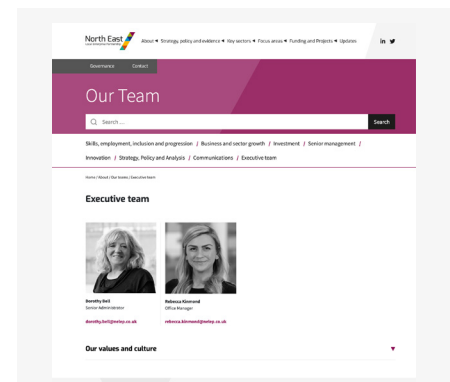 North East
Local Enterprise Partnership
About Strategy, policy and evidence Key sectors Focus areas Funding and Projects Updates
in
Governance Contact
Our Team
Search ...
Search
Skills, employment, inclusion and progression / Business and sector growth / Investment / Senior management /
Innovation / Strategy, Policy and Analysis / Communications / Executive team
Home / About / Our teams / Executive team
Executive team
Dorothy Bell
Senior Administrator
dorothy.bell@nelep.co.uk
Rebecca Kinmond
Office Manager
rebecca.kinmond@nelep.co.uk
Our values and culture